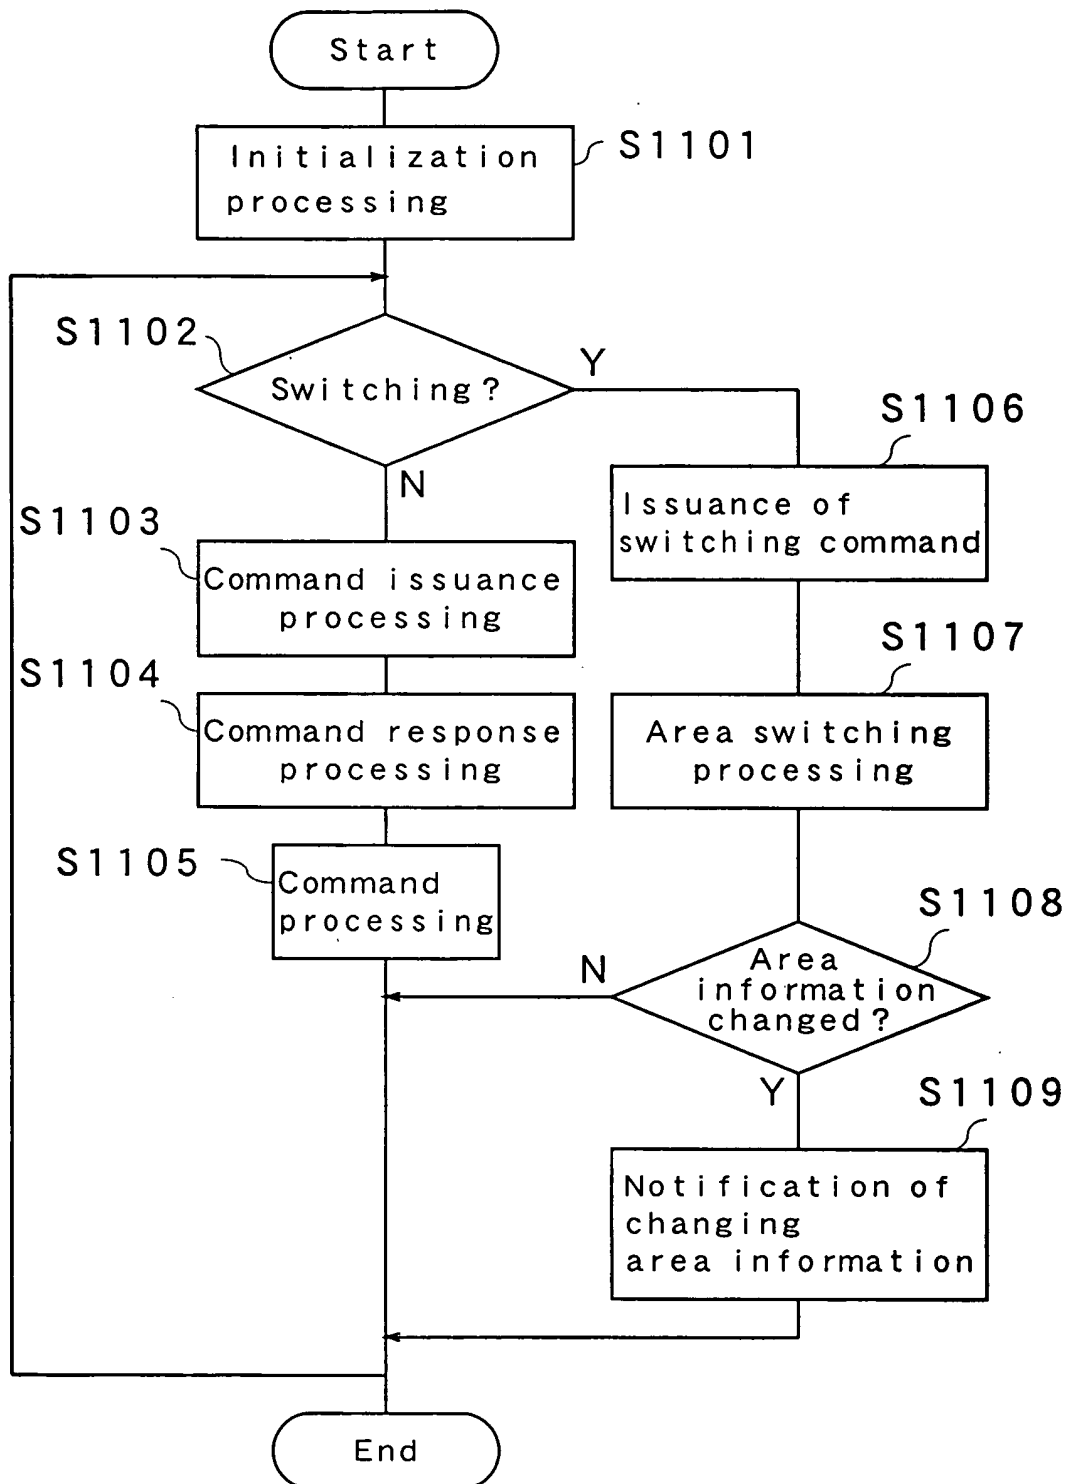 Start
Initialization
processing
S1101
S1102
Switching?
Y
N
S1106
Issuance of
switching command
S1103
Command issuance
processing
S1107
Area switching
processing
S1104
Command response
processing
S1105
Command
processing
S1108
Area
information
changed?
N
Y
S1109
Notification of
changing
area information
End